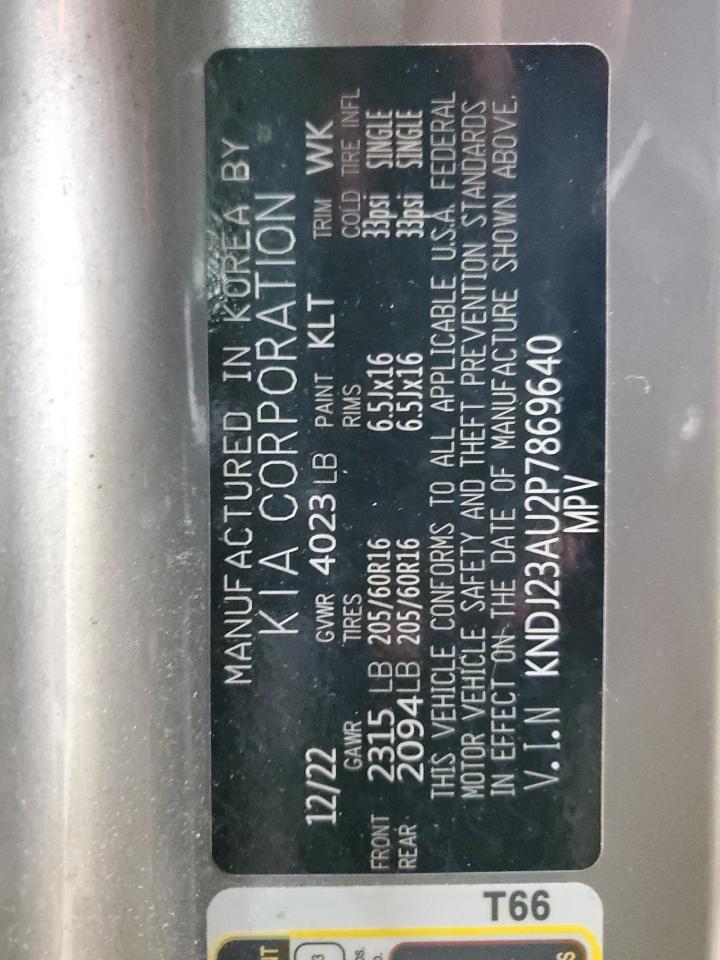 MANUFACTURED IN KOREA BY
KIA CORPORATION
12/22 GVWR 4023 LB PAINT KLT TRIM WK
GAWR TIRES RIMS COLD TIRE INFL
FRONT 2315 LB 205/60R16 6.5Jx16 33psi SINGLE
REAR 2094 LB 205/60R16 6.5Jx16 33psi SINGLE
THIS VEHICLE CONFORMS TO ALL APPLICABLE U.S.A. FEDERAL
MOTOR VEHICLE SAFETY AND THEFT PREVENTION STANDARDS
IN EFFECT ON THE DATE OF MANUFACTURE SHOWN ABOVE.
V.I.N KNDJ23AU2P7869640
MPV
T66